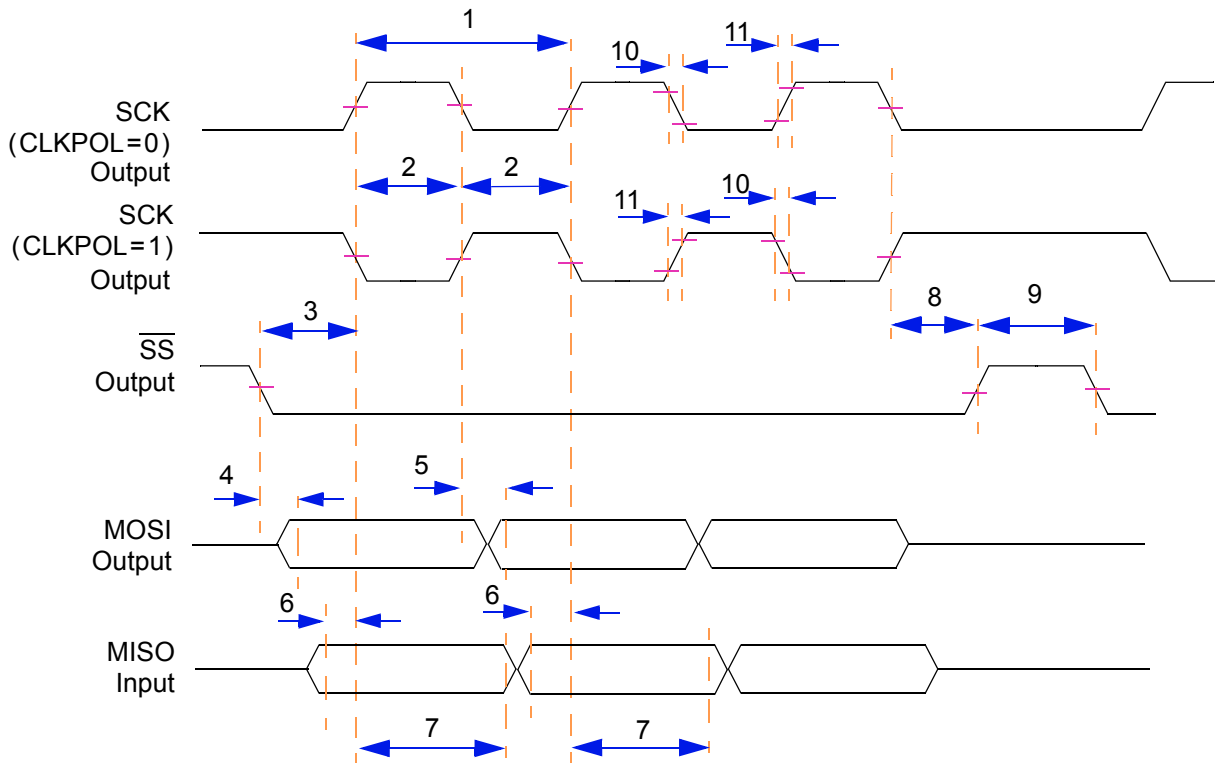 1
10
11
SCK
(CLKPOL=0)
Output
2
2
SCK
(CLKPOL=1)
Output
11
10
3
8
9
SS
Output
4
5
MOSI
Output
6
6
MISO
Input
7
7